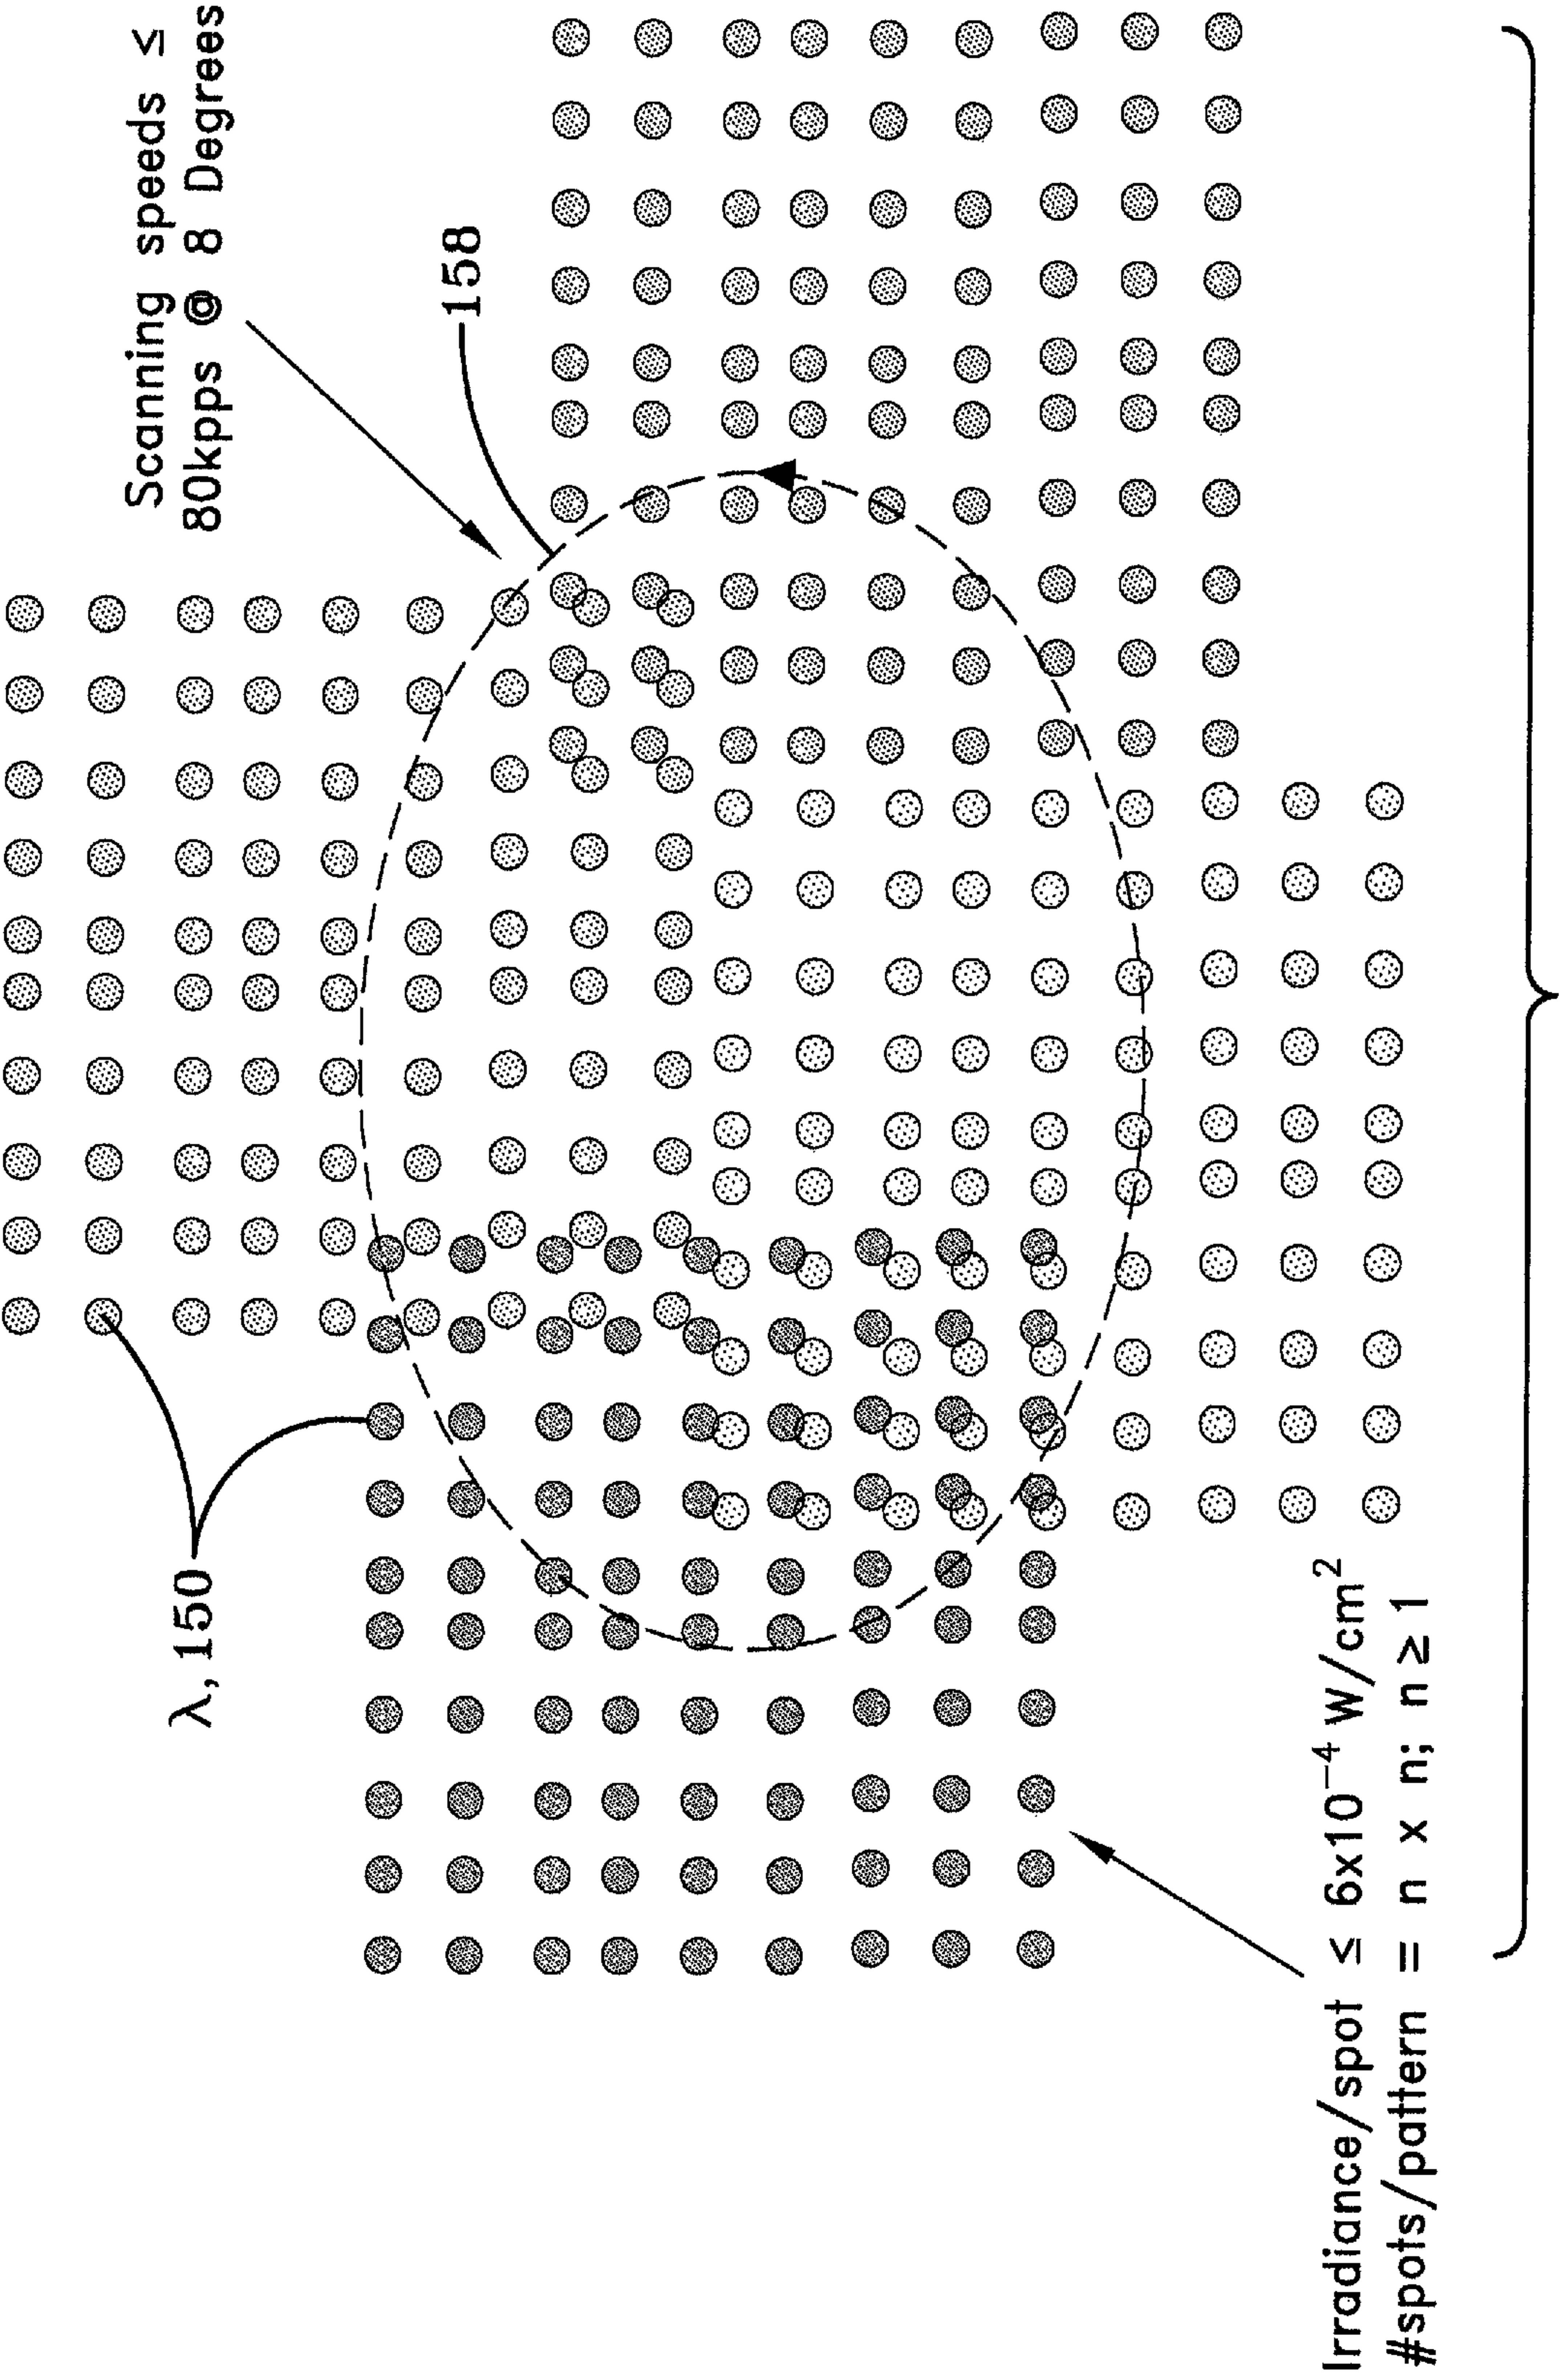 Scanning speeds ≤
80kpps @ 8 Degrees
158
λ, 150
Irradiance/spot ≤ 6x10⁻⁴ W/cm²
#spots/pattern = n x n; n ≥ 1